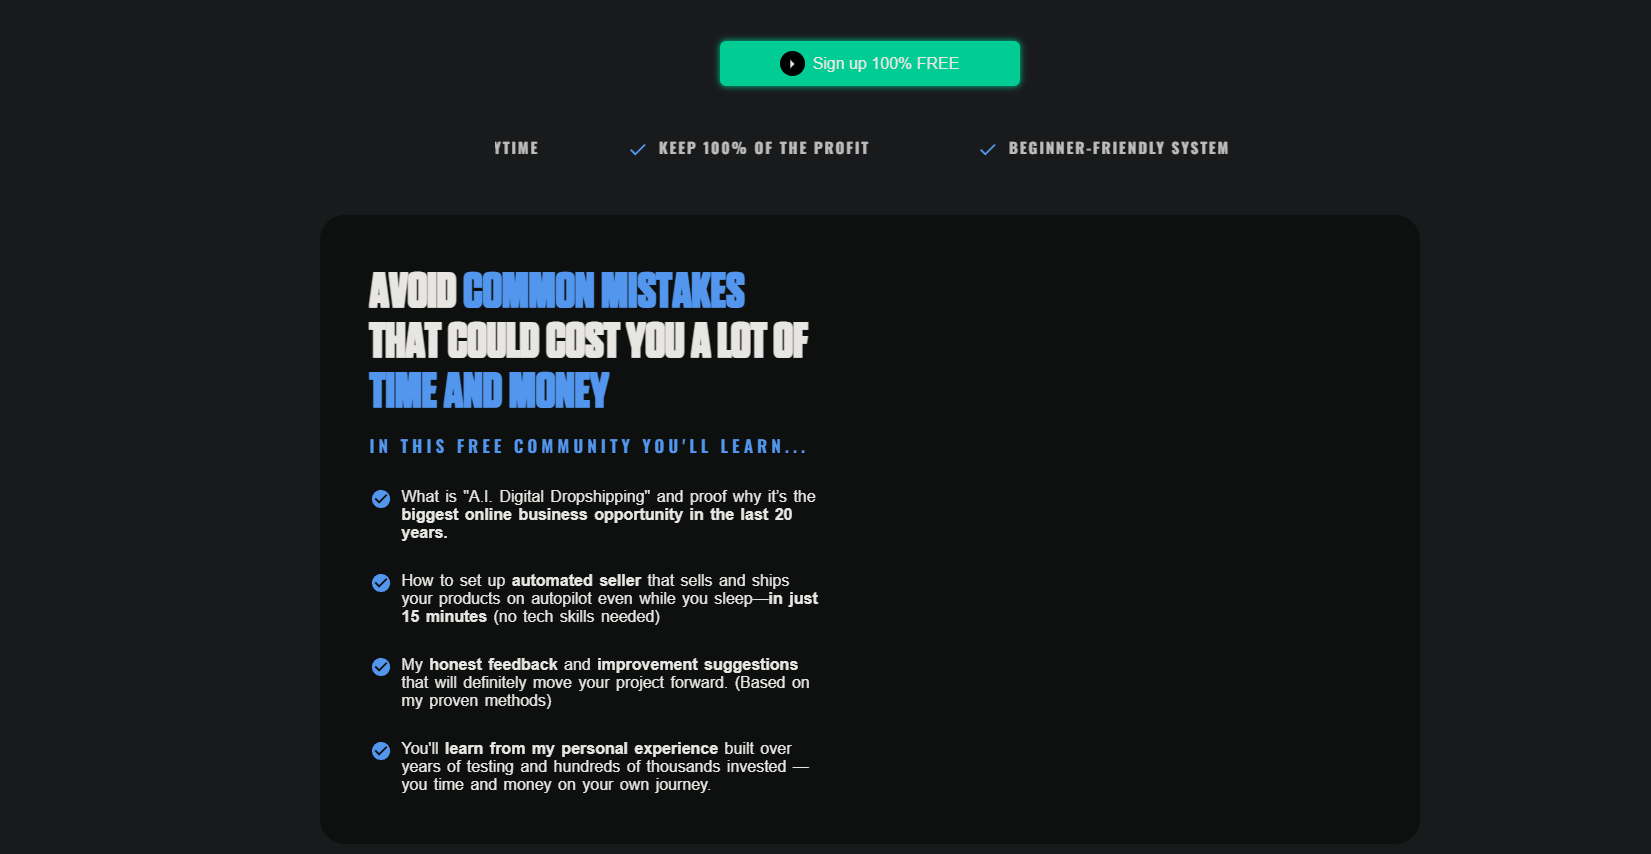 Sign up 100% FREE
YTIME
KEEP 100% OF THE PROFIT
BEGINNER-FRIENDLY SYSTEM
AVOID COMMON MISTAKES
THAT COULD COST YOU A LOT OF
TIME AND MONEY
IN THIS FREE COMMUNITY YOU'LL LEARN...
What is "A.I. Digital Dropshipping" and proof why it's the
biggest online business opportunity in the last 20
years.
How to set up automated seller that sells and ships
your products on autopilot even while you sleep—in just
15 minutes (no tech skills needed)
My honest feedback and improvement suggestions
that will definitely move your project forward. (Based on
my proven methods)
You'll learn from my personal experience built over
years of testing and hundreds of thousands invested —
you time and money on your own journey.